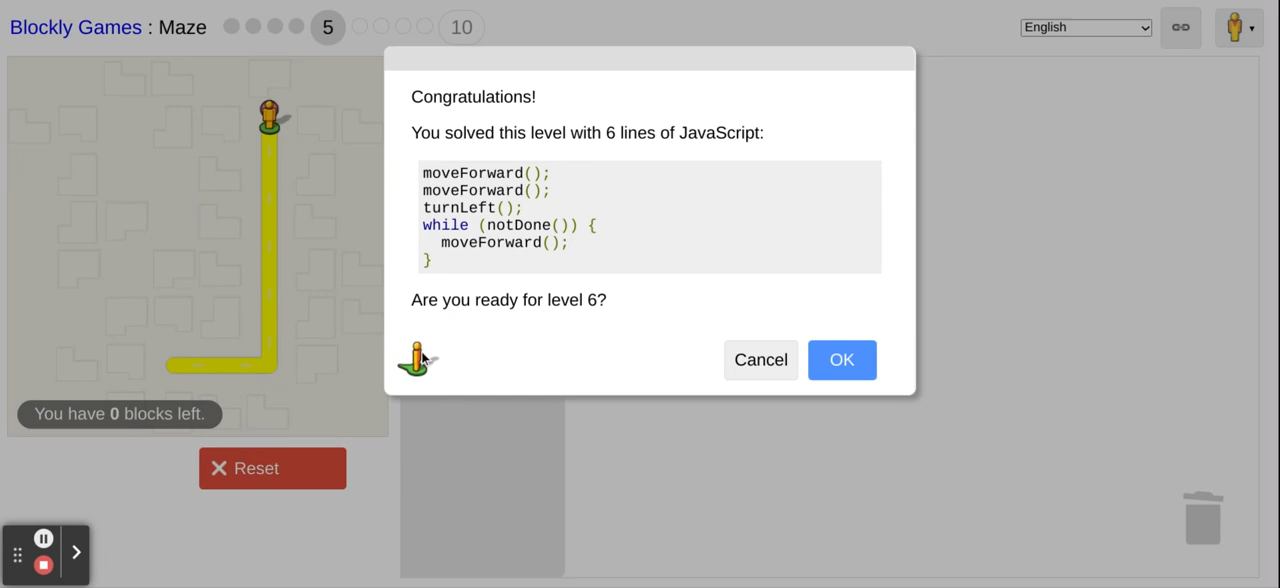 Blockly Games : Maze 5 10 English
Congratulations!
You solved this level with 6 lines of JavaScript:
moveForward();
moveForward();
turnLeft();
while (notDone()) {
  moveForward();
}
Are you ready for level 6?
Cancel OK
You have 0 blocks left.
Reset